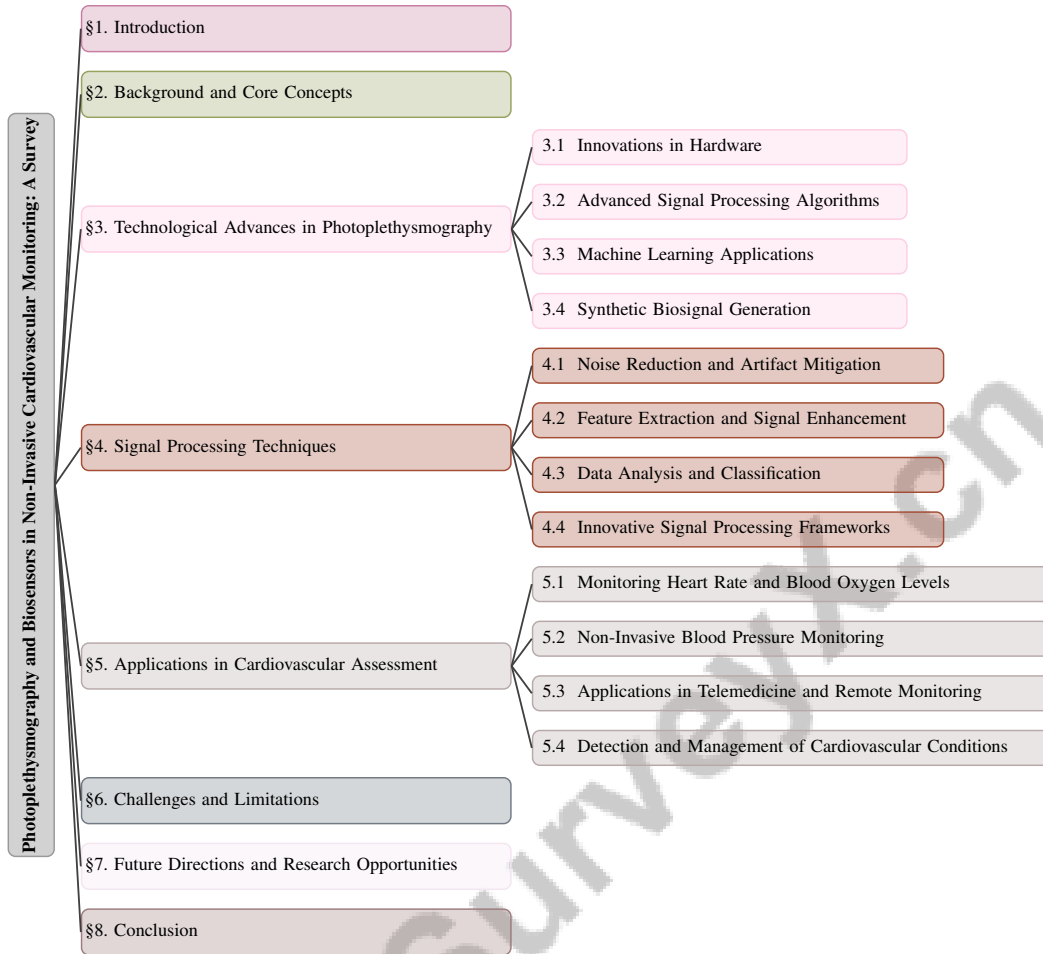 Photoplethysmography and Biosensors in Non-Invasive Cardiovascular Monitoring: A Survey
§1. Introduction
§2. Background and Core Concepts
§3. Technological Advances in Photoplethysmography
3.1 Innovations in Hardware
3.2 Advanced Signal Processing Algorithms
3.3 Machine Learning Applications
3.4 Synthetic Biosignal Generation
§4. Signal Processing Techniques
4.1 Noise Reduction and Artifact Mitigation
4.2 Feature Extraction and Signal Enhancement
4.3 Data Analysis and Classification
4.4 Innovative Signal Processing Frameworks
§5. Applications in Cardiovascular Assessment
5.1 Monitoring Heart Rate and Blood Oxygen Levels
5.2 Non-Invasive Blood Pressure Monitoring
5.3 Applications in Telemedicine and Remote Monitoring
5.4 Detection and Management of Cardiovascular Conditions
§6. Challenges and Limitations
§7. Future Directions and Research Opportunities
§8. Conclusion
SurveyX.cn